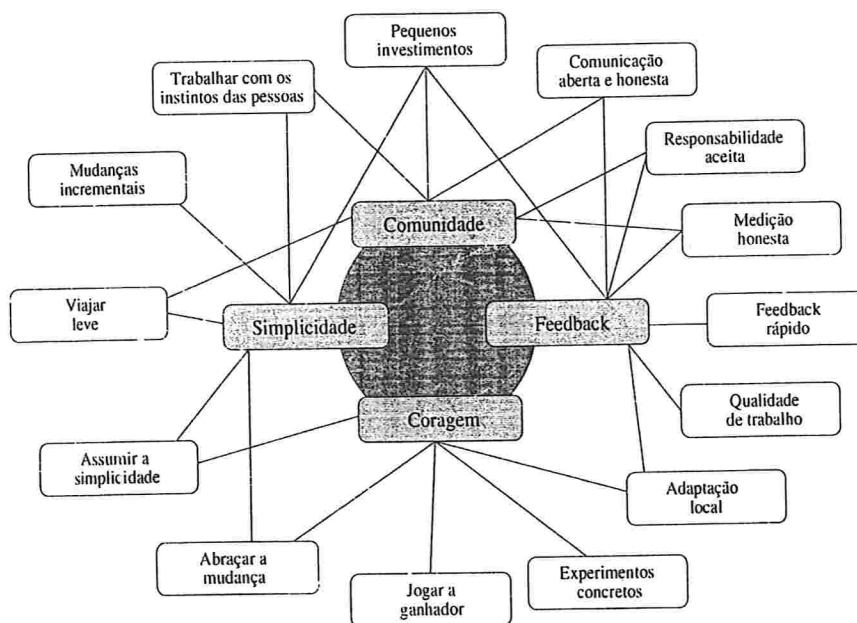 Pequenos
investimentos
Comunicação
aberta e honesta
Trabalhar com os
instintos das pessoas
Responsabilidade
aceita
Mudanças
incrementais
Comunidade
Medição
honesta
Viajar
leve
Simplicidade
Feedback
Feedback
rápido
Qualidade
de trabalho
Coragem
Assumir a
simplicidade
Adaptação
local
Abraçar a
mudança
Jogar a
ganhador
Experimentos
concretos